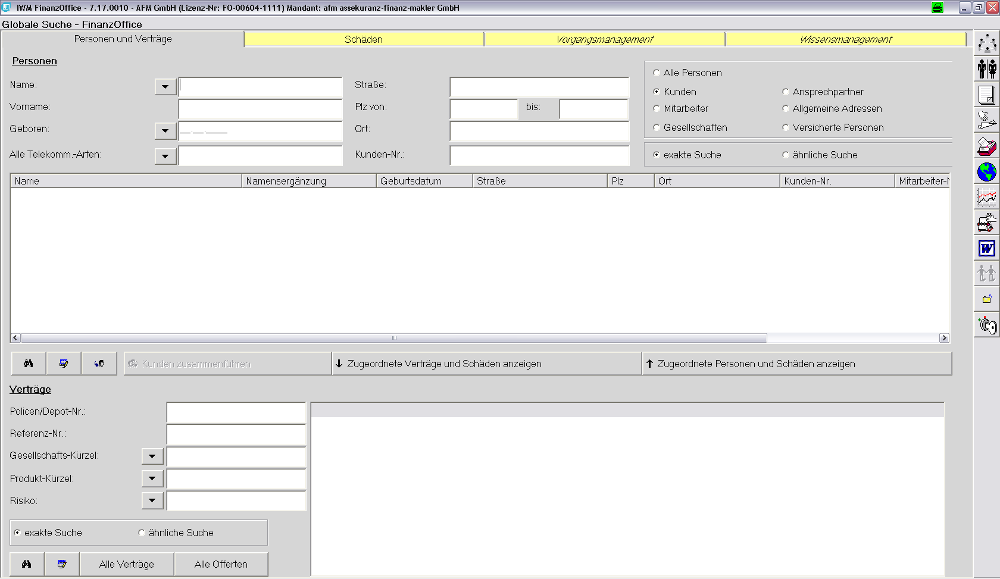 IWM FinanzOffice - 7.17.0010 - AFM GmbH (Lizenz-Nr: FO-00604-1111) Mandant: afm assekuranz-finanz-makler GmbH
Globale Suche - FinanzOffice
Personen und Verträge Schäden Vorgangsmanagement Wissensmanagement
Personen
Alle Personen
Name: Straße:
Kunden Ansprechpartner
Vorname: Plz von: bis:
Mitarbeiter Allgemeine Adressen
Geboren: __.__.____ Ort:
Gesellschaften Versicherte Personen
Alle Telekomm.-Arten: Kunden-Nr.:
exakte Suche ähnliche Suche
Name Namensergänzung Geburtsdatum Straße Plz Ort Kunden-Nr. Mitarbeiter-N
Kunden zusammenführen Zugeordnete Verträge und Schäden anzeigen Zugeordnete Personen und Schäden anzeigen
Verträge
Policen/Depot-Nr.:
Referenz-Nr.:
Gesellschafts-Kürzel:
Produkt-Kürzel:
Risiko:
exakte Suche ähnliche Suche
Alle Verträge Alle Offerten
W